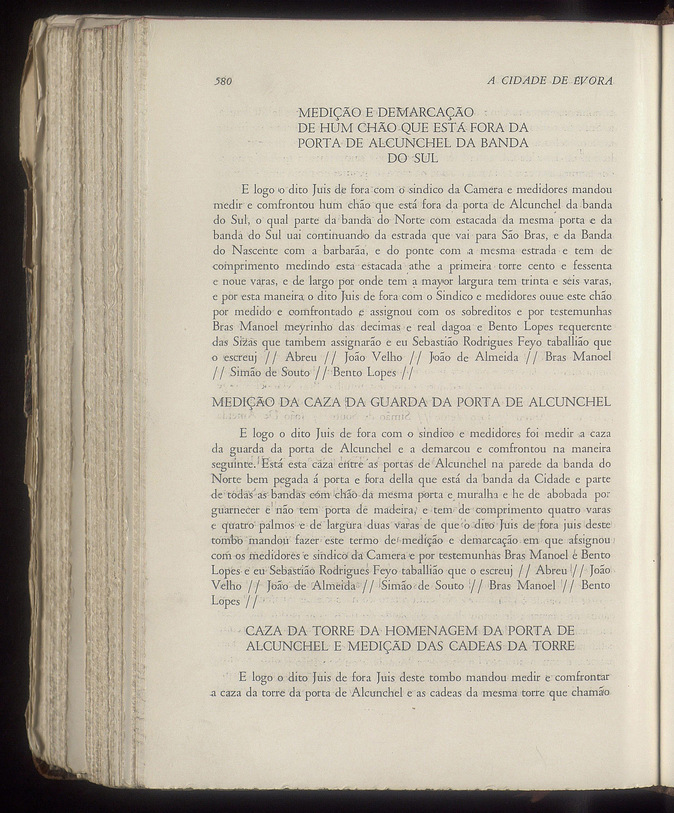 580
A CIDADE DE ÉVORA
MEDIÇÃO E DEMARCAÇÃO
DE HUM CHÃO QUE ESTÁ FORA DA
PORTA DE ALCUNCHEL DA BANDA
DO SUL
E logo o dito Juis de fora com o sindico da Camera e medidores mandou
medir e comfrontou hum chão que está fora da porta de Alcunchel da banda
do Sul, o qual parte da banda do Norte com estacada da mesma porta e da
banda do Sul uai continuando da estrada que vai para São Bras, e da Banda
do Nascente com a barbarãa, e do ponte com a mesma estrada e tem de
comprimento medindo esta estacada athe a primeira torre cento e fessenta
e noue varas, e de largo por onde tem a mayor largura tem trinta e seis varas,
e por esta maneira o dito Juis de fora com o Sindico e medidores ouue este chão
por medido e comfrontado e assignou com os sobreditos e por testemunhas
Bras Manoel meyrinho das decimas e real dagoa e Bento Lopes requerente
das Sizas que tambem assignarão e eu Sebastião Rodrigues Feyo taballião que
o escreuj // Abreu // João Velho // João de Almeida // Bras Manoel
// Simão de Souto // Bento Lopes //
MEDIÇÃO DA CAZA DA GUARDA DA PORTA DE ALCUNCHEL
E logo o dito Juis de fora com o sindico e medidores foi medir a caza
da guarda da porta de Alcunchel e a demarcou e comfrontou na maneira
seguinte. Está esta caza entre as portas de Alcunchel na parede da banda do
Norte bem pegada á porta e fora della que está da banda da Cidade e parte
de todas as bandas com chão da mesma porta e muralha e he de abobada por
guarnecer e não tem porta de madeira, e tem de comprimento quatro varas
e quatro palmos e de largura duas varas de que o dito Juis de fora juis deste
tombo mandou fazer este termo de medição e demarcação em que afsignou
com os medidores e sindico da Camera e por testemunhas Bras Manoel e Bento
Lopes e eu Sebastião Rodrigues Feyo taballião que o escreuj // Abreu // João
Velho // João de Almeida // Simão de Souto // Bras Manoel // Bento
Lopes //
CAZA DA TORRE DA HOMENAGEM DA PORTA DE
ALCUNCHEL E MEDIÇAD DAS CADEAS DA TORRE
E logo o dito Juis de fora Juis deste tombo mandou medir e comfrontar
a caza da torre da porta de Alcunchel e as cadeas da mesma torre que chamão